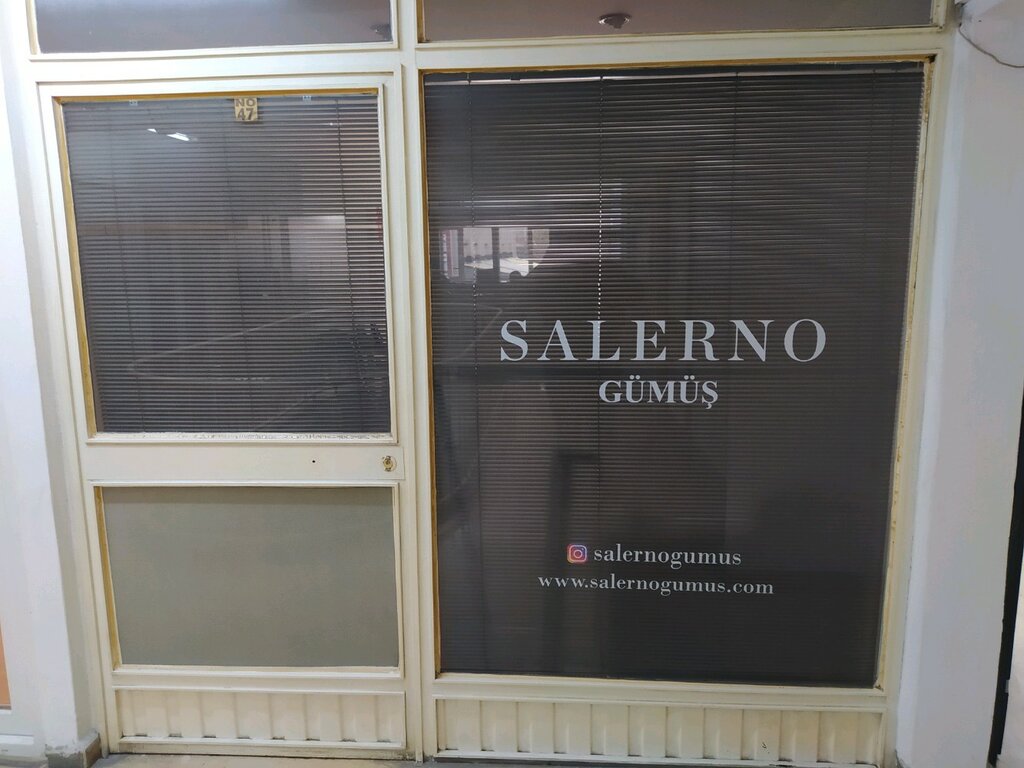 NO
47
SALERNO
GÜMÜŞ
salernogumus
www.salernogumus.com